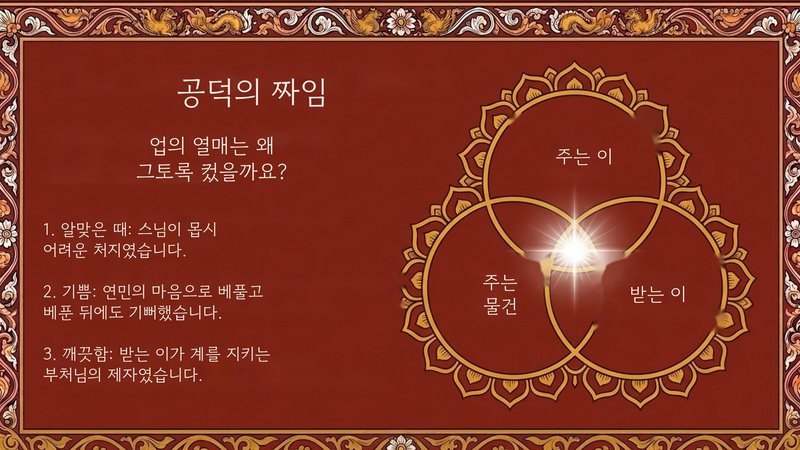 공덕의 짜임
업의 열매는 왜
그토록 컸을까요?
1. 알맞은 때: 스님이 몹시
어려운 처지였습니다.
2. 기쁨: 연민의 마음으로 베풀고
베푼 뒤에도 기뻐했습니다.
3. 깨끗함: 받는 이가 계를 지키는
부처님의 제자였습니다.
주는 이
주는
물건
받는 이